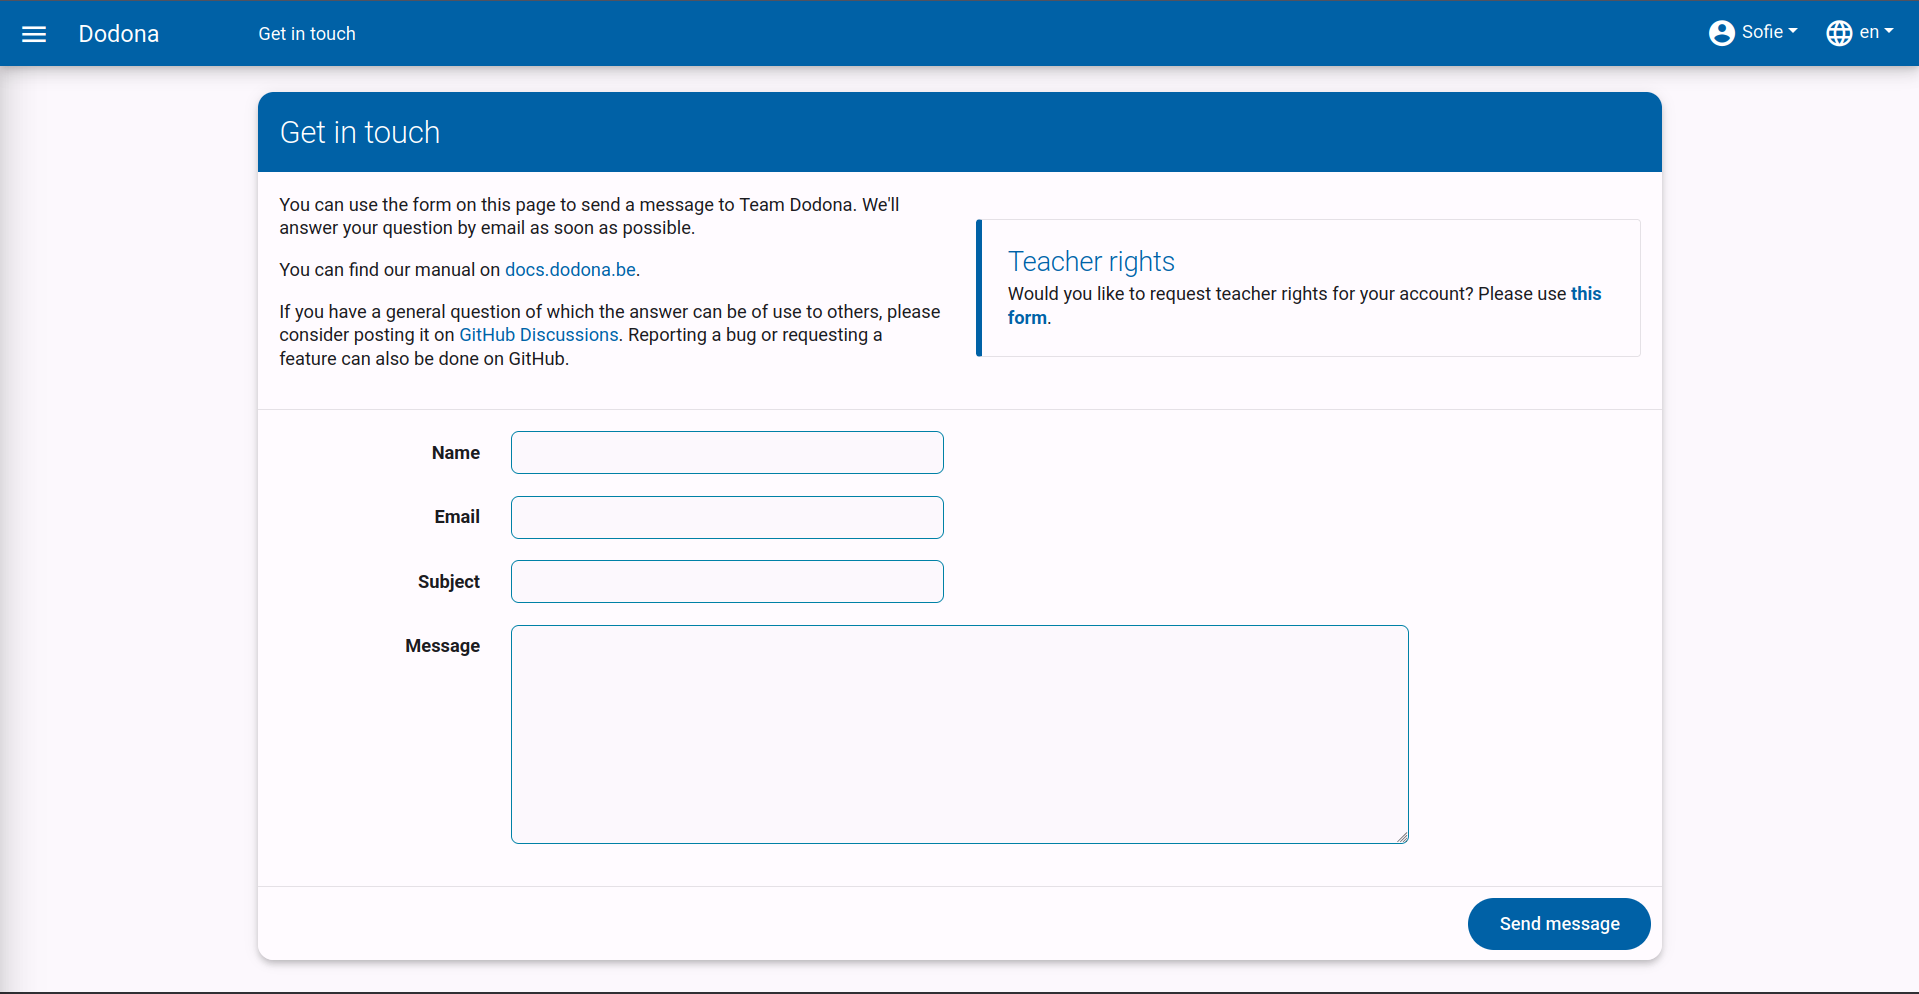 Dodona
Get in touch
Sofie
en
Get in touch
You can use the form on this page to send a message to Team Dodona. We'll
answer your question by email as soon as possible.
You can find our manual on docs.dodona.be.
If you have a general question of which the answer can be of use to others, please
consider posting it on GitHub Discussions. Reporting a bug or requesting a
feature can also be done on GitHub.
Teacher rights
Would you like to request teacher rights for your account? Please use this
form.
Name
Email
Subject
Message
Send message